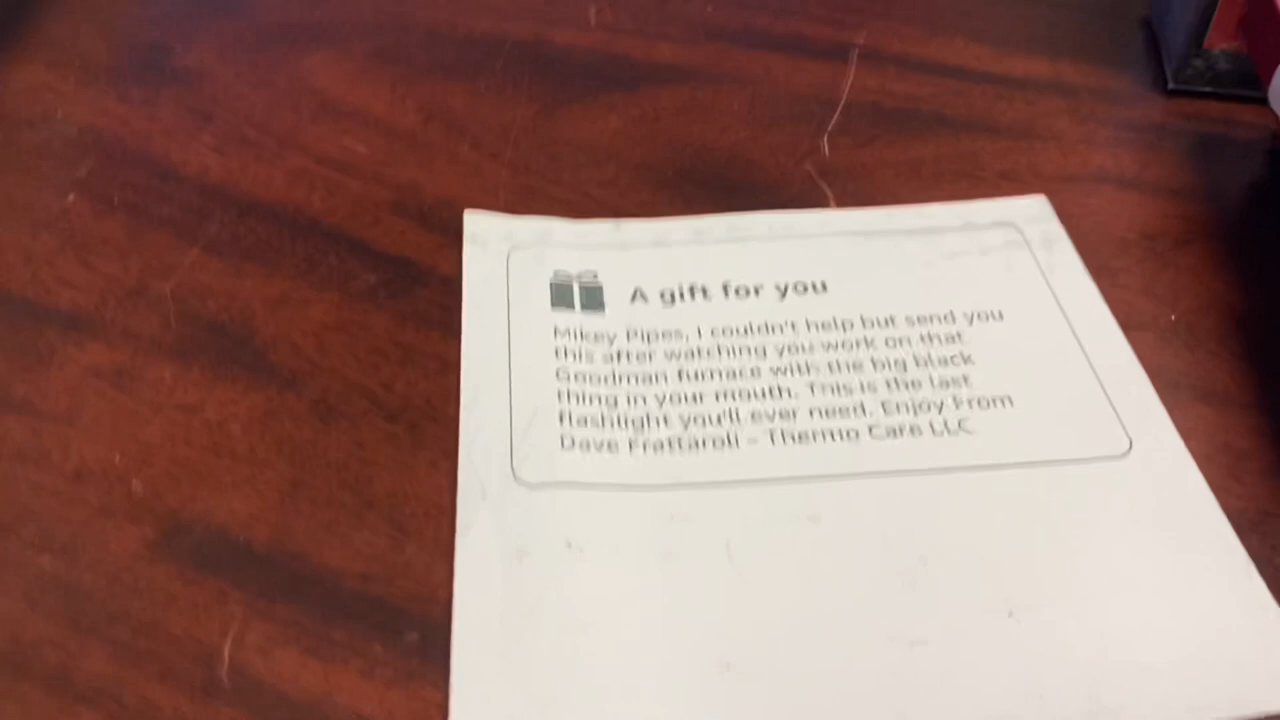 A gift for you
Mikey Pipes, I couldn't help but send you
this after watching you work on that
Goodman furnace with the big black
thing in your mouth. This is the last
flashlight you'll ever need. Enjoy From
Dave Frattaroli - Thermo Care LLC